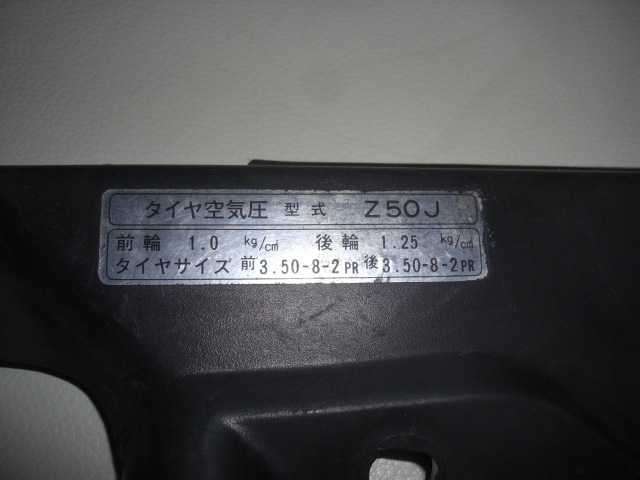 タイヤ空気圧 型式 Z50J
前輪 1.0 kg/c㎡ 後輪 1.25 kg/c㎡
タイヤサイズ 前3.50-8-2PR 後3.50-8-2PR